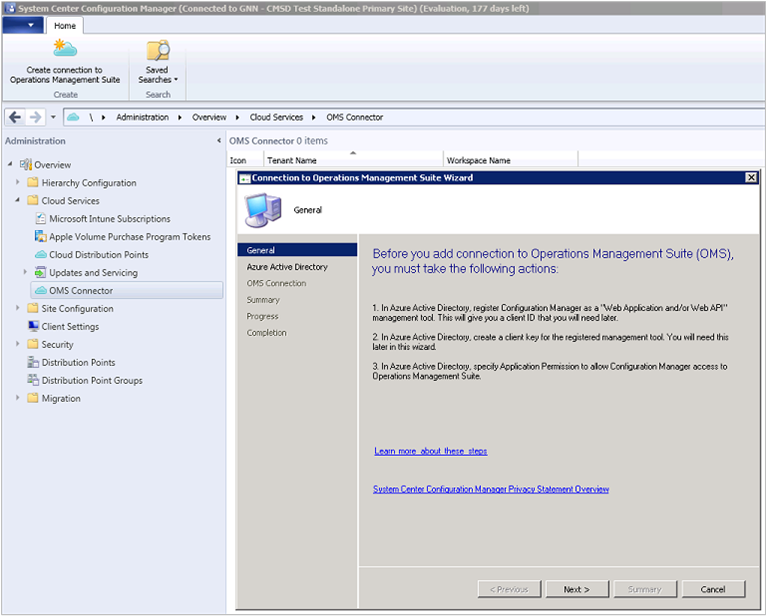 System Center Configuration Manager (Connected to GNN - CMSD Test Standalone Primary Site) (Evaluation, 177 days left)
Home
Create connection to
Operations Management Suite
Saved
Searches
Create
Search
\ Administration Overview Cloud Services OMS Connector
Administration
Overview
Hierarchy Configuration
Cloud Services
Microsoft Intune Subscriptions
Apple Volume Purchase Program Tokens
Cloud Distribution Points
Updates and Servicing
OMS Connector
Site Configuration
Client Settings
Security
Distribution Points
Distribution Point Groups
Migration
OMS Connector 0 items
Icon Tenant Name Workspace Name
Connection to Operations Management Suite Wizard
General
General
Azure Active Directory
OMS Connection
Summary
Progress
Completion
Before you add connection to Operations Management Suite (OMS),
you must take the following actions:
1. In Azure Active Directory, register Configuration Manager as a "Web Application and/or Web API"
management tool. This will give you a client ID that you will need later.
2. In Azure Active Directory, create a client key for the registered management tool. You will need this
later in this wizard.
3. In Azure Active Directory, specify Application Permission to allow Configuration Manager access to
Operations Management Suite.
Learn more about these steps
System Center Configuration Manager Privacy Statement Overview
< Previous Next > Summary Cancel